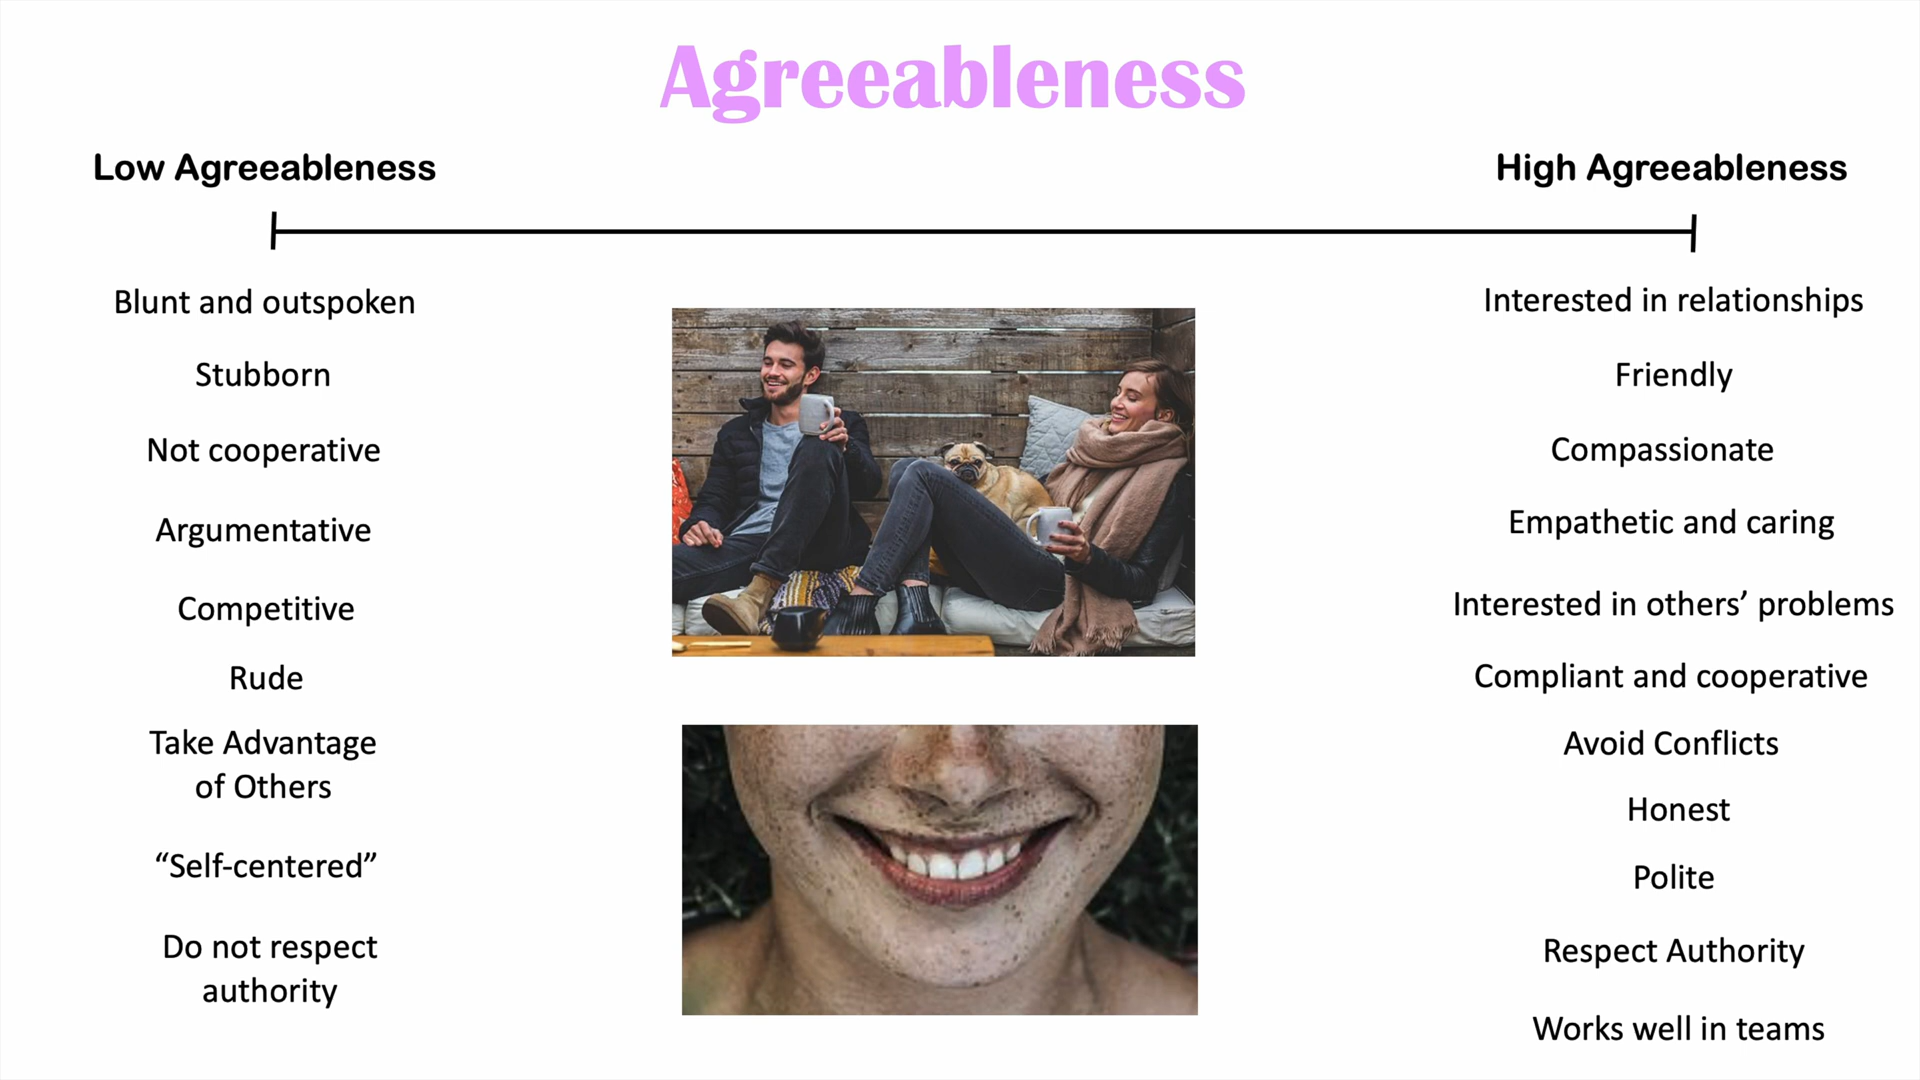 Agreeableness
Low Agreeableness
High Agreeableness
Blunt and outspoken
Stubborn
Not cooperative
Argumentative
Competitive
Rude
Take Advantage
of Others
“Self-centered”
Do not respect
authority
Interested in relationships
Friendly
Compassionate
Empathetic and caring
Interested in others’ problems
Compliant and cooperative
Avoid Conflicts
Honest
Polite
Respect Authority
Works well in teams